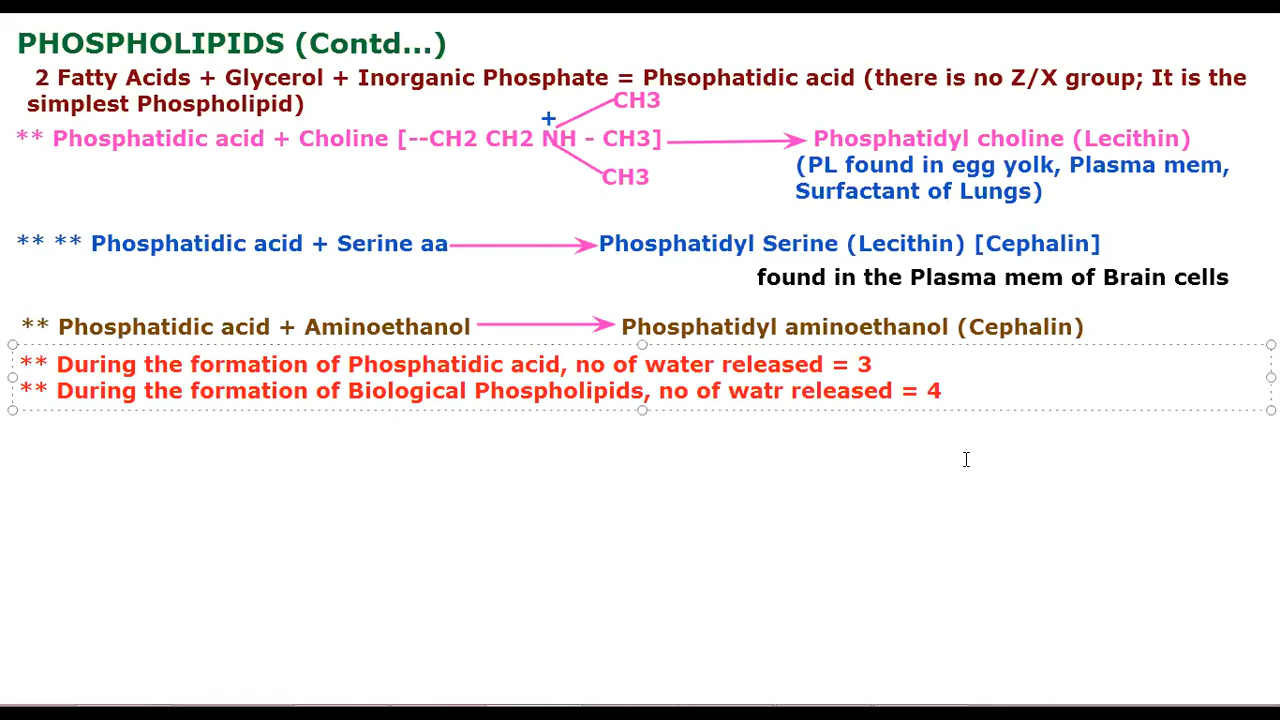 PHOSPHOLIPIDS (Contd...)
2 Fatty Acids + Glycerol + Inorganic Phosphate = Phsophatidic acid (there is no Z/X group; It is the
simplest Phospholipid)
CH3
+
** Phosphatidic acid + Choline [--CH2 CH2 NH - CH3] Phosphatidyl choline (Lecithin)
(PL found in egg yolk, Plasma mem,
CH3
Surfactant of Lungs)
** ** Phosphatidic acid + Serine aa Phosphatidyl Serine (Lecithin) [Cephalin]
found in the Plasma mem of Brain cells
** Phosphatidic acid + Aminoethanol Phosphatidyl aminoethanol (Cephalin)
** During the formation of Phosphatidic acid, no of water released = 3
** During the formation of Biological Phospholipids, no of watr released = 4